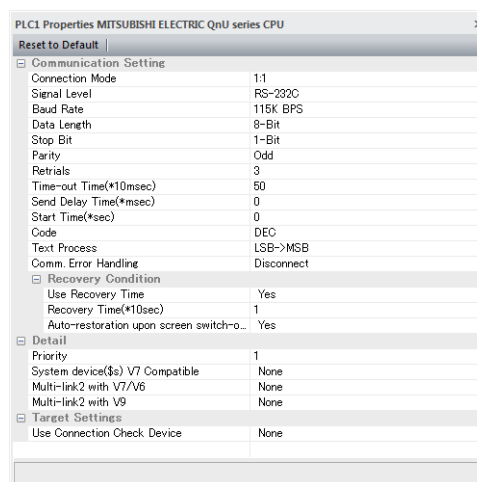 PLC1 Properties MITSUBISHI ELECTRIC QnU series CPU
Reset to Default
Communication Setting
Connection Mode 1:1
Signal Level RS-232C
Baud Rate 115K BPS
Data Length 8-Bit
Stop Bit 1-Bit
Parity Odd
Retrials 3
Time-out Time(*10msec) 50
Send Delay Time(*msec) 0
Start Time(*sec) 0
Code DEC
Text Process LSB->MSB
Comm. Error Handling Disconnect
Recovery Condition
Use Recovery Time Yes
Recovery Time(*10sec) 1
Auto-restoration upon screen switch-o... Yes
Detail
Priority 1
System device($s) V7 Compatible None
Multi-link2 with V7/V6 None
Multi-link2 with V9 None
Target Settings
Use Connection Check Device None